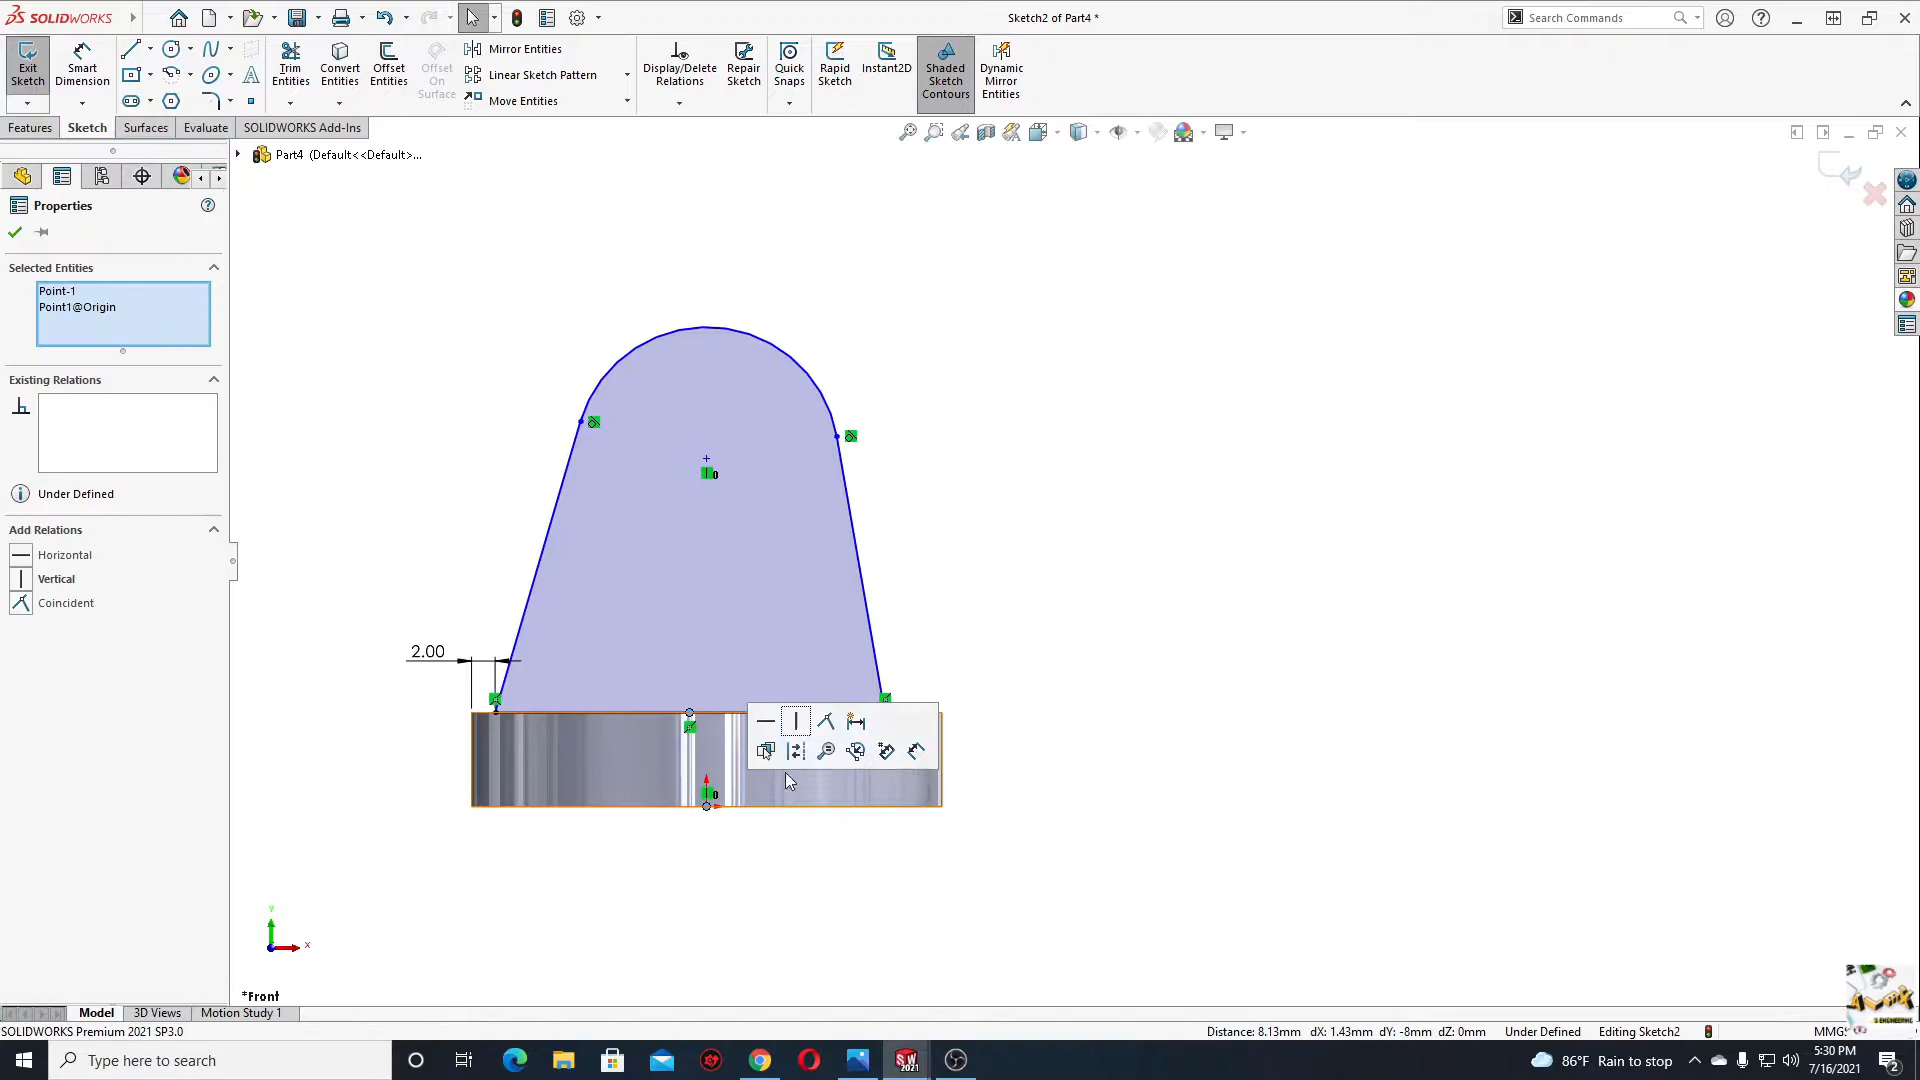 SOLIDWORKS
Sketch2 of Part4 *
Search Commands
Exit
Sketch
Smart
Dimension
Trim
Entities
Convert
Entities
Offset
Entities
Offset
On
Surface
Mirror Entities
Linear Sketch Pattern
Move Entities
Display/Delete
Relations
Repair
Sketch
Quick
Snaps
Rapid
Sketch
Instant2D
Shaded
Sketch
Contours
Dynamic
Mirror
Entities
Features
Sketch
Surfaces
Evaluate
SOLIDWORKS Add-Ins
Part4 (Default<<Default>...
Properties
Selected Entities
Point-1
Point1@Origin
Existing Relations
Under Defined
Add Relations
Horizontal
Vertical
Coincident
2.00
0
0
Y
X
*Front
Model
3D Views
Motion Study 1
SOLIDWORKS Premium 2021 SP3.0
Distance: 8.13mm dX: 1.43mm dY: -8mm dZ: 0mm
Under Defined
Editing Sketch2
Type here to search
86°F Rain to stop
5:30 PM
7/16/2021
2